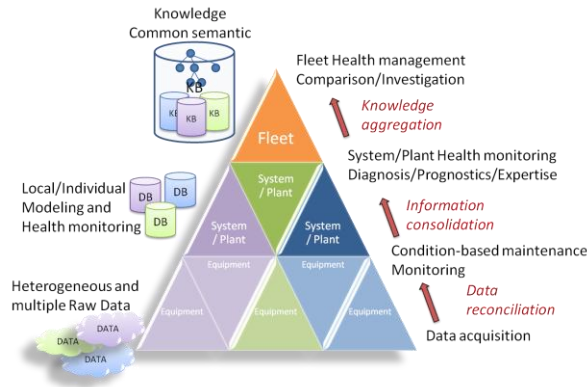 Knowledge
Common semantic
KB
KB
KB
KB
Local/Individual
Modeling and
Health monitoring
DB
DB
DB
Heterogeneous and
multiple Raw Data
DATA
DATA
DATA
Fleet
System
/ Plant
System
/ Plant
System
/ Plant
Equipment
Equipment
Equipment
Equipment
Equipment
Fleet Health management
Comparison/Investigation
Knowledge
aggregation
System/Plant Health monitoring
Diagnosis/Prognostics/Expertise
Information
consolidation
Condition-based maintenance
Monitoring
Data
reconciliation
Data acquisition